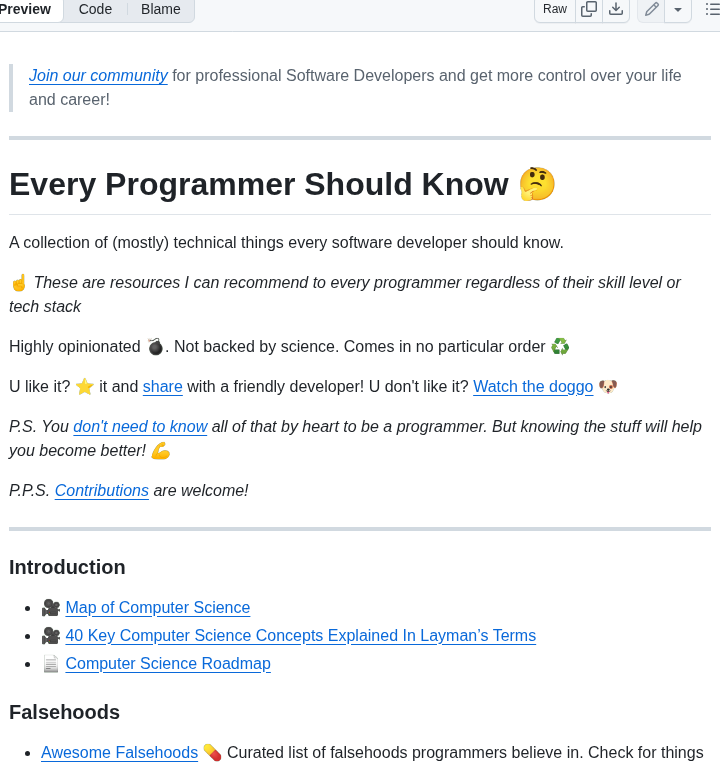 Preview Code Blame Raw
Join our community for professional Software Developers and get more control over your life
and career!
Every Programmer Should Know 🤔
A collection of (mostly) technical things every software developer should know.
☝️ These are resources I can recommend to every programmer regardless of their skill level or
tech stack
Highly opinionated 💣. Not backed by science. Comes in no particular order ♻️
U like it? ⭐ it and share with a friendly developer! U don't like it? Watch the doggo 🐶
P.S. You don't need to know all of that by heart to be a programmer. But knowing the stuff will help
you become better! 💪
P.P.S. Contributions are welcome!
Introduction
• 🎥 Map of Computer Science
• 🎥 40 Key Computer Science Concepts Explained In Layman’s Terms
• 📄 Computer Science Roadmap
Falsehoods
• Awesome Falsehoods 💊 Curated list of falsehoods programmers believe in. Check for things